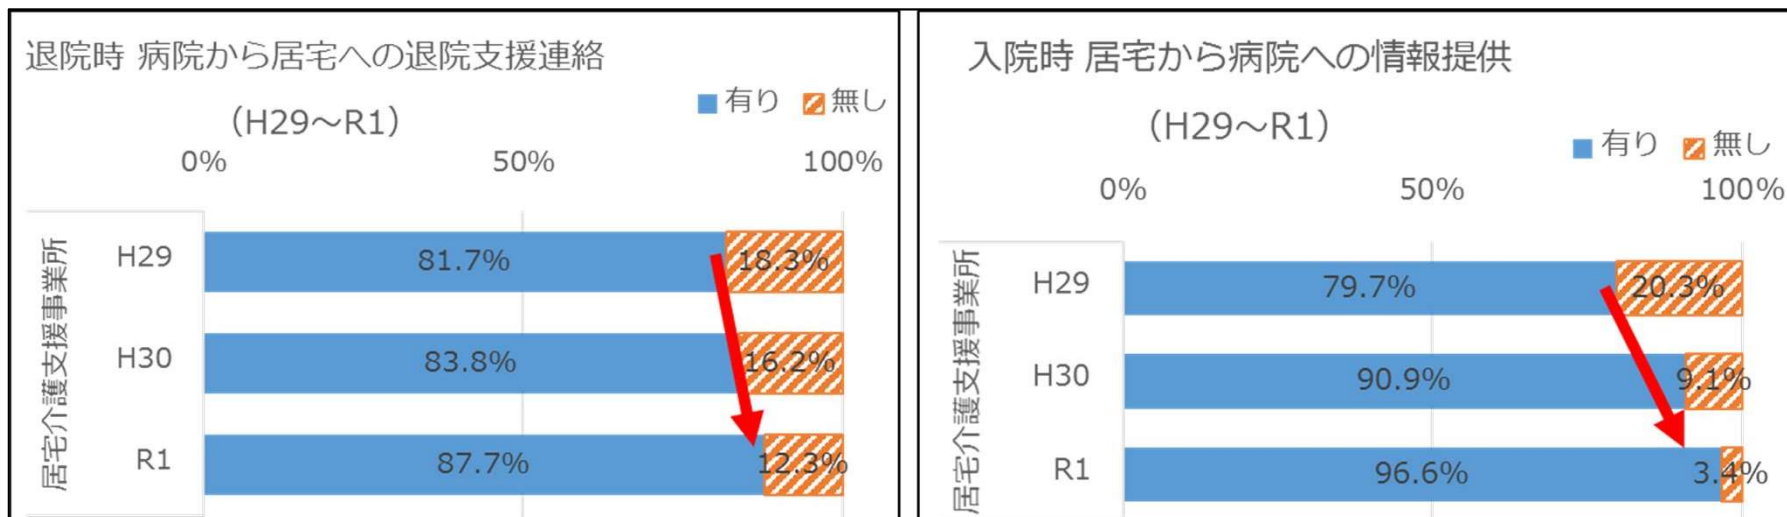 退院時 病院から居宅への退院支援連絡
（H29～R1）
有り 無し
0% 50% 100%
居宅介護支援事業所
H29 81.7% 18.3%
H30 83.8% 16.2%
R1 87.7% 12.3%
入院時 居宅から病院への情報提供
（H29～R1）
有り 無し
0% 50% 100%
居宅介護支援事業所
H29 79.7% 20.3%
H30 90.9% 9.1%
R1 96.6% 3.4%